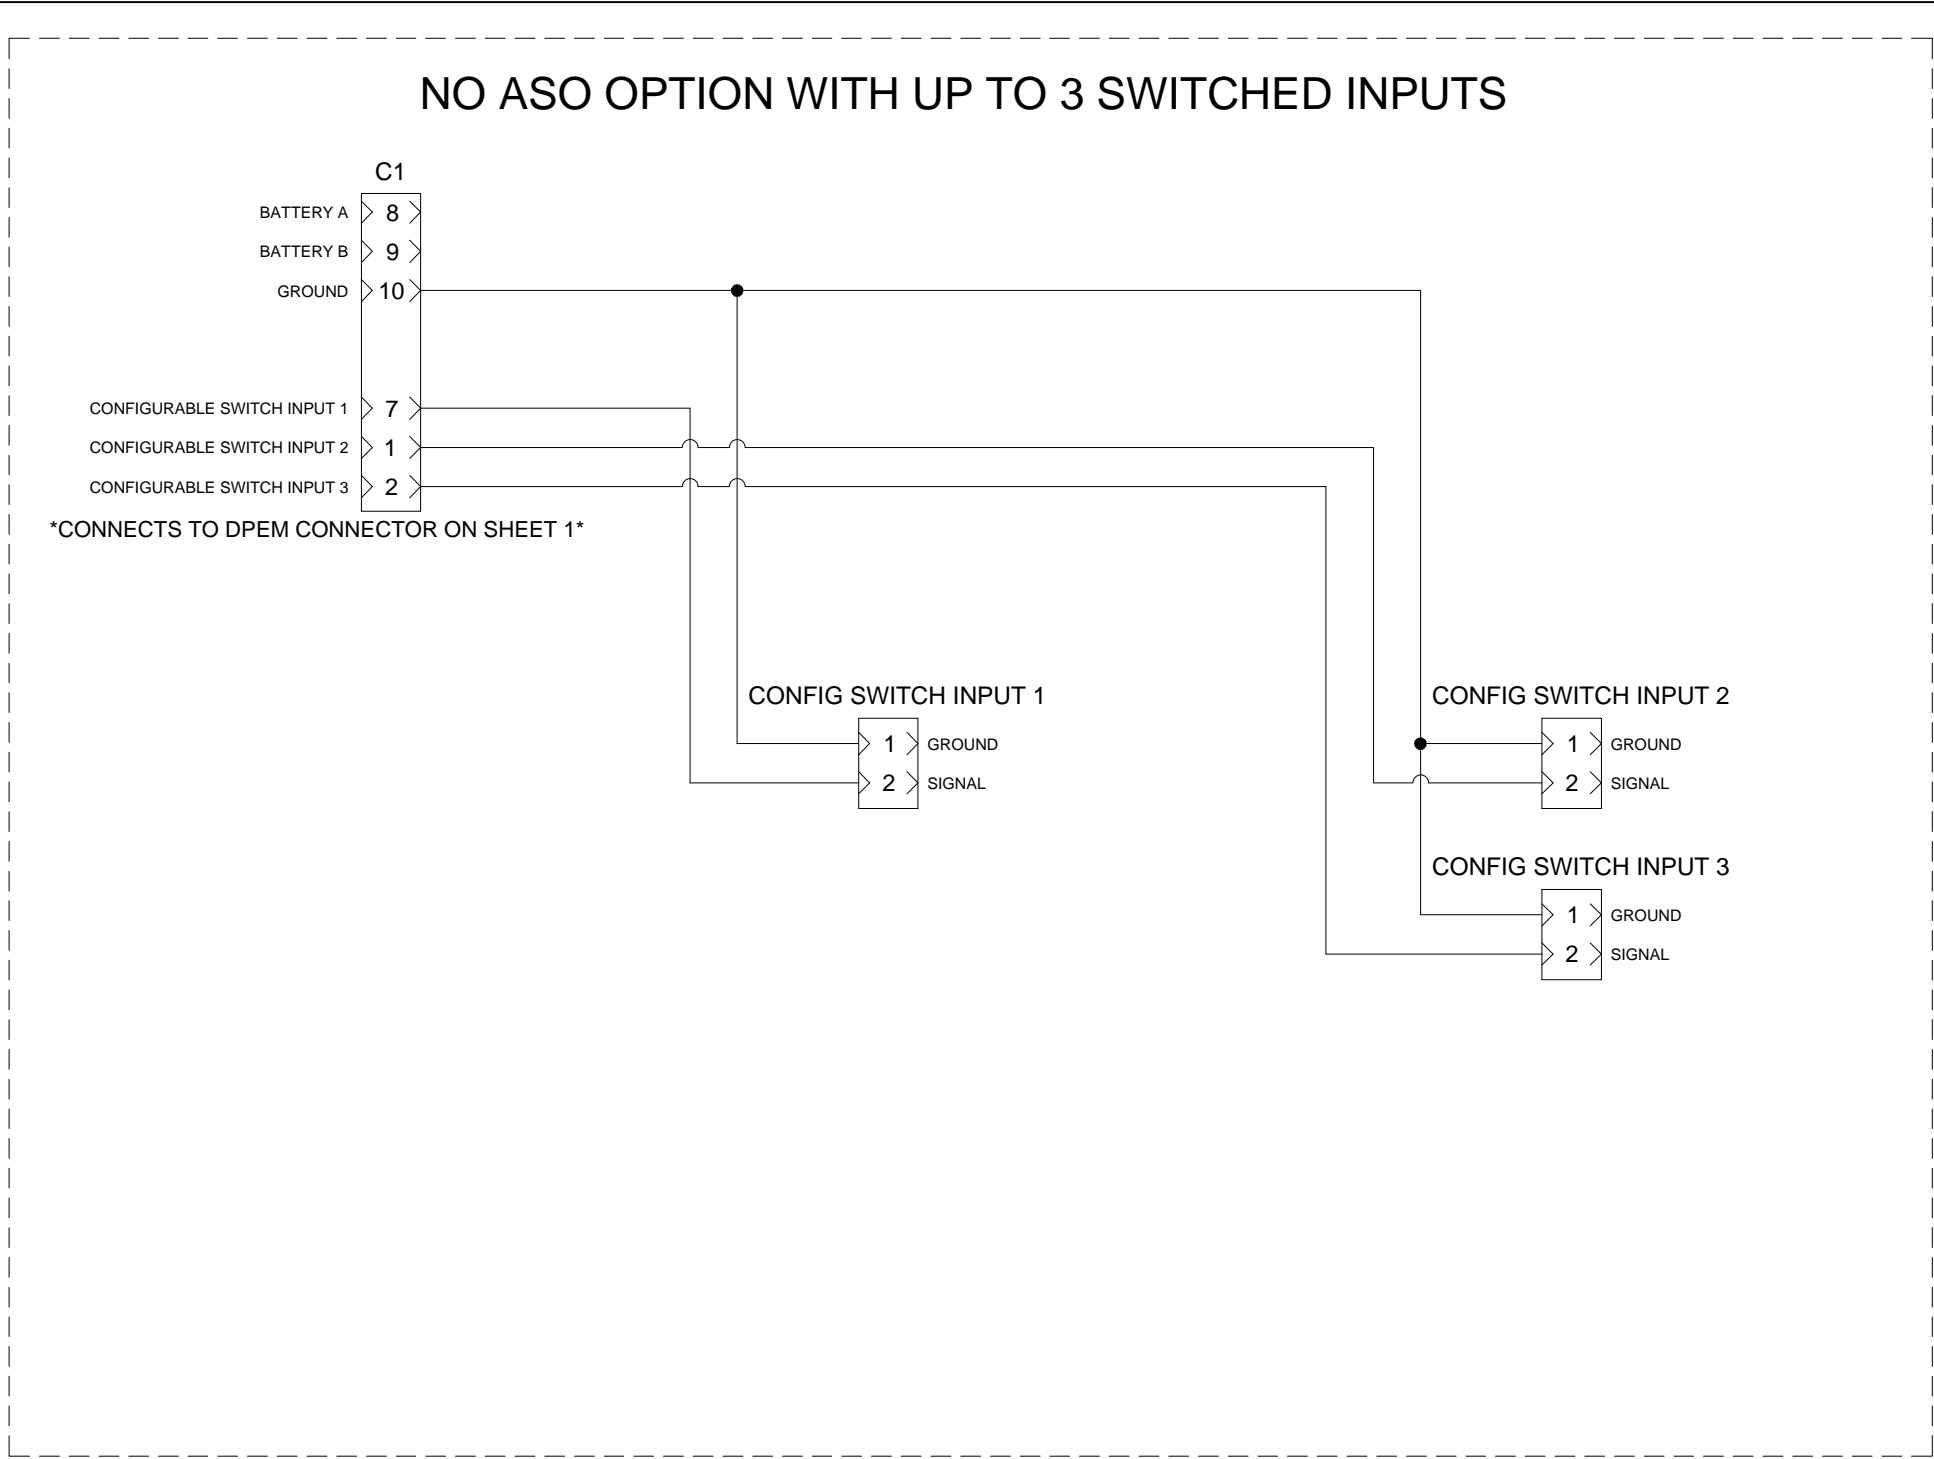 NO ASO OPTION WITH UP TO 3 SWITCHED INPUTS
C1
BATTERY A 8
BATTERY B 9
GROUND 10
CONFIGURABLE SWITCH INPUT 1 7
CONFIGURABLE SWITCH INPUT 2 1
CONFIGURABLE SWITCH INPUT 3 2
*CONNECTS TO DPEM CONNECTOR ON SHEET 1*
CONFIG SWITCH INPUT 1
1 GROUND
2 SIGNAL
CONFIG SWITCH INPUT 2
1 GROUND
2 SIGNAL
CONFIG SWITCH INPUT 3
1 GROUND
2 SIGNAL